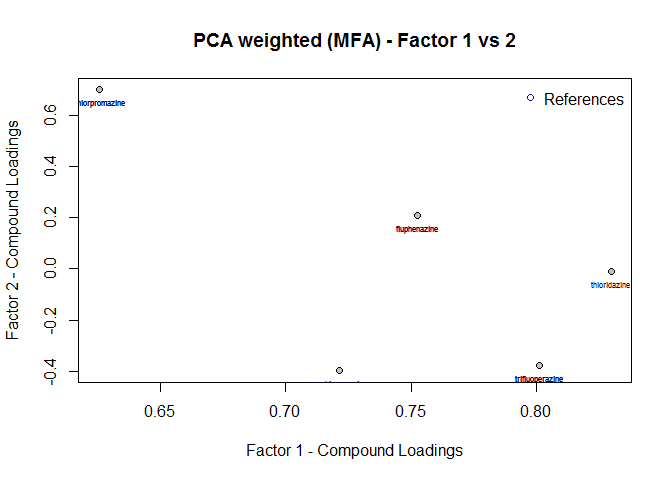 PCA weighted (MFA) - Factor 1 vs 2
References
hlorpromazine
fluphenazine
thioridazine
trifluoperazine
Factor 2 - Compound Loadings
0.6
0.4
0.2
0.0
-0.2
-0.4
0.65 0.70 0.75 0.80
Factor 1 - Compound Loadings